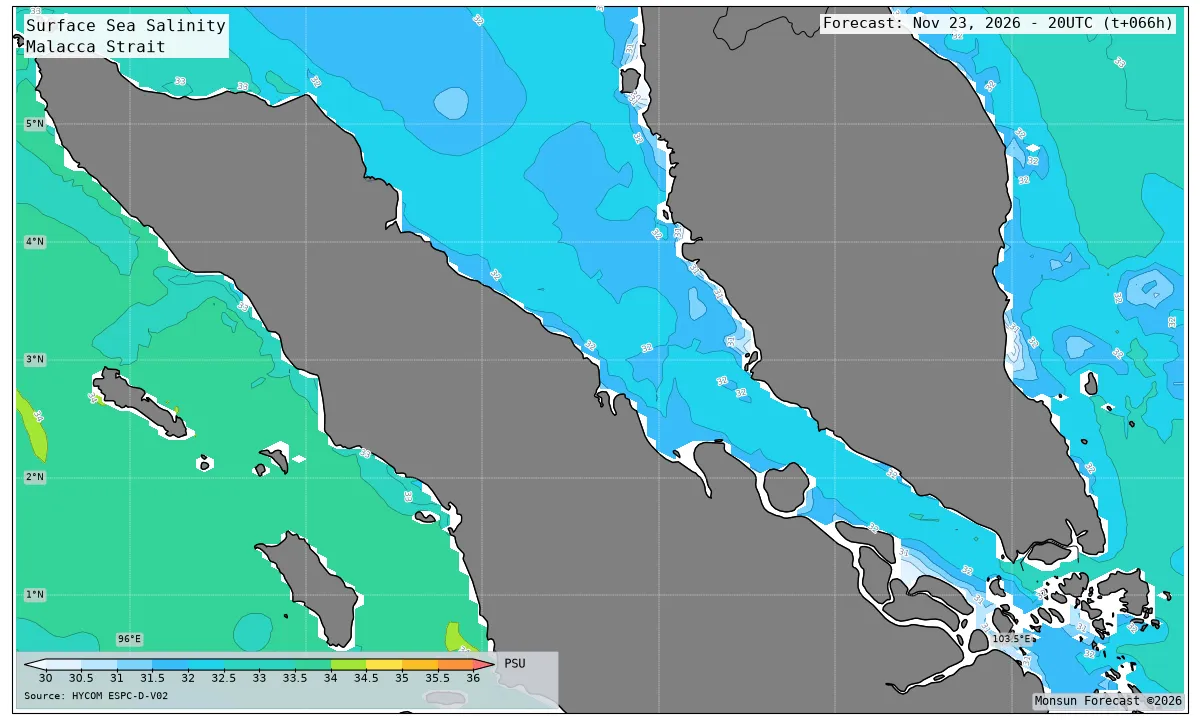 Surface Sea Salinity
Malacca Strait
Forecast: Nov 23, 2026 - 20UTC (t+066h)
5°N
4°N
3°N
2°N
1°N
96°E
103.5°E
30 30.5 31 31.5 32 32.5 33 33.5 34 34.5 35 35.5 36
PSU
Source: HYCOM ESPC-D-V02
Monsun Forecast ©2026